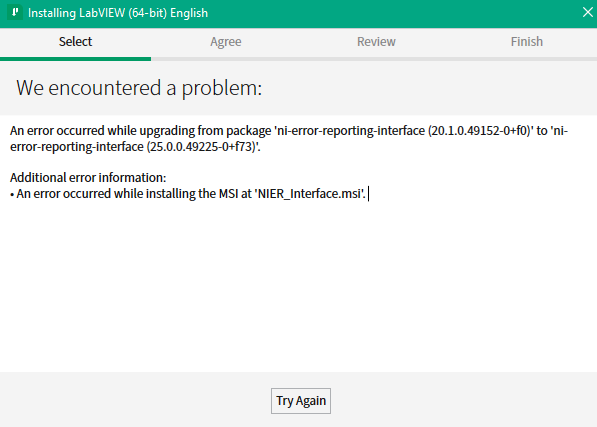 Installing LabVIEW (64-bit) English
Select Agree Review Finish
We encountered a problem:
An error occurred while upgrading from package 'ni-error-reporting-interface (20.1.0.49152-0+f0)' to 'ni-
error-reporting-interface (25.0.0.49225-0+f73)'.
Additional error information:
• An error occurred while installing the MSI at 'NIER_Interface.msi'.
Try Again